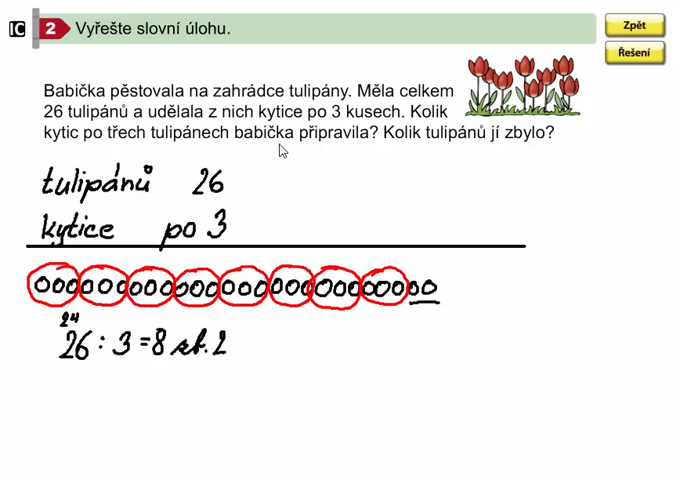 IC 2 Vyřešte slovní úlohu.
Zpět
Řešení
Babička pěstovala na zahrádce tulipány. Měla celkem
26 tulipánů a udělala z nich kytice po 3 kusech. Kolik
kytic po třech tulipánech babička připravila? Kolik tulipánů jí zbylo?
tulipánů 26
kytice po 3
24
26 : 3 = 8 zb. 2